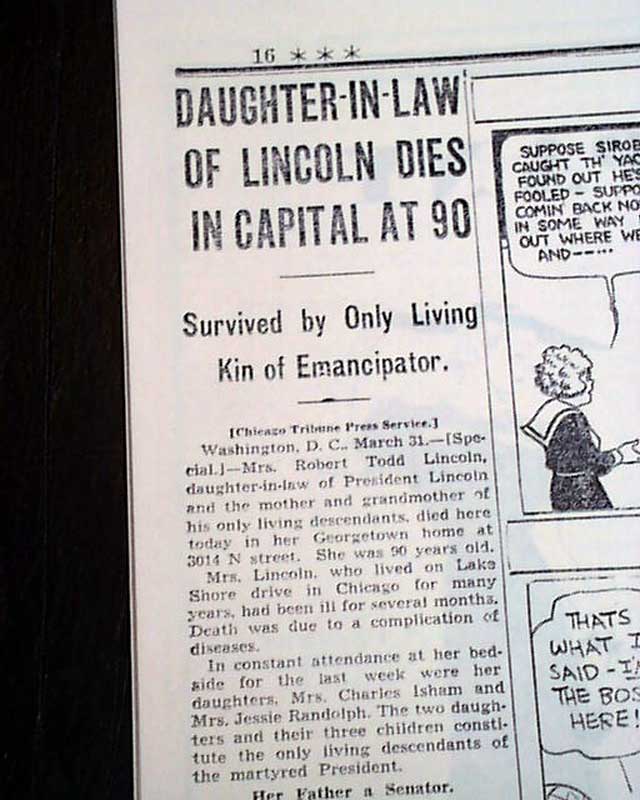 16 ★ ★ ★
DAUGHTER-IN-LAW
OF LINCOLN DIES
IN CAPITAL AT 90
Survived by Only Living
Kin of Emancipator.
[Chicago Tribune Press Service.]
Washington, D. C., March 31.—[Spe-
cial.]—Mrs. Robert Todd Lincoln,
daughter-in-law of President Lincoln
and the mother and grandmother of
his only living descendants, died here
today in her Georgetown home at
3014 N street. She was 90 years old.
Mrs. Lincoln, who lived on Lake
Shore drive in Chicago for many
years, had been ill for several months.
Death was due to a complication of
diseases.
In constant attendance at her bed-
side for the last week were her
daughters, Mrs. Charles Isham and
Mrs. Jessie Randolph. The two daugh-
ters and their three children consti-
tute the only living descendants of
the martyred President.
Her Father a Senator.
SUPPOSE
CAUGHT TH'
FOUND OUT HE'S
FOOLED -
COMIN' BACK
IN SOME WAY
OUT WHERE
AND-----
THATS
WHAT
SAID -
THE
HERE!